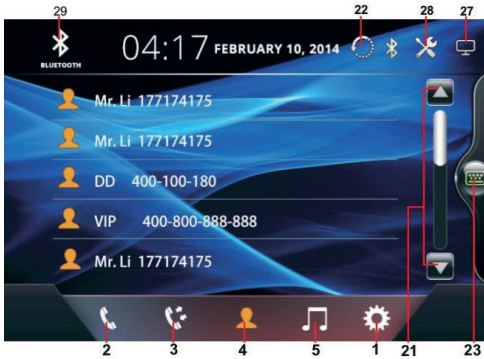 29 22 28 27
04:17 FEBRUARY 10, 2014
BLUETOOTH
Mr. Li 177174175
Mr. Li 177174175
DD 400-100-180
VIP 400-800-888-888
Mr. Li 177174175
2 3 4 5 1 21 23